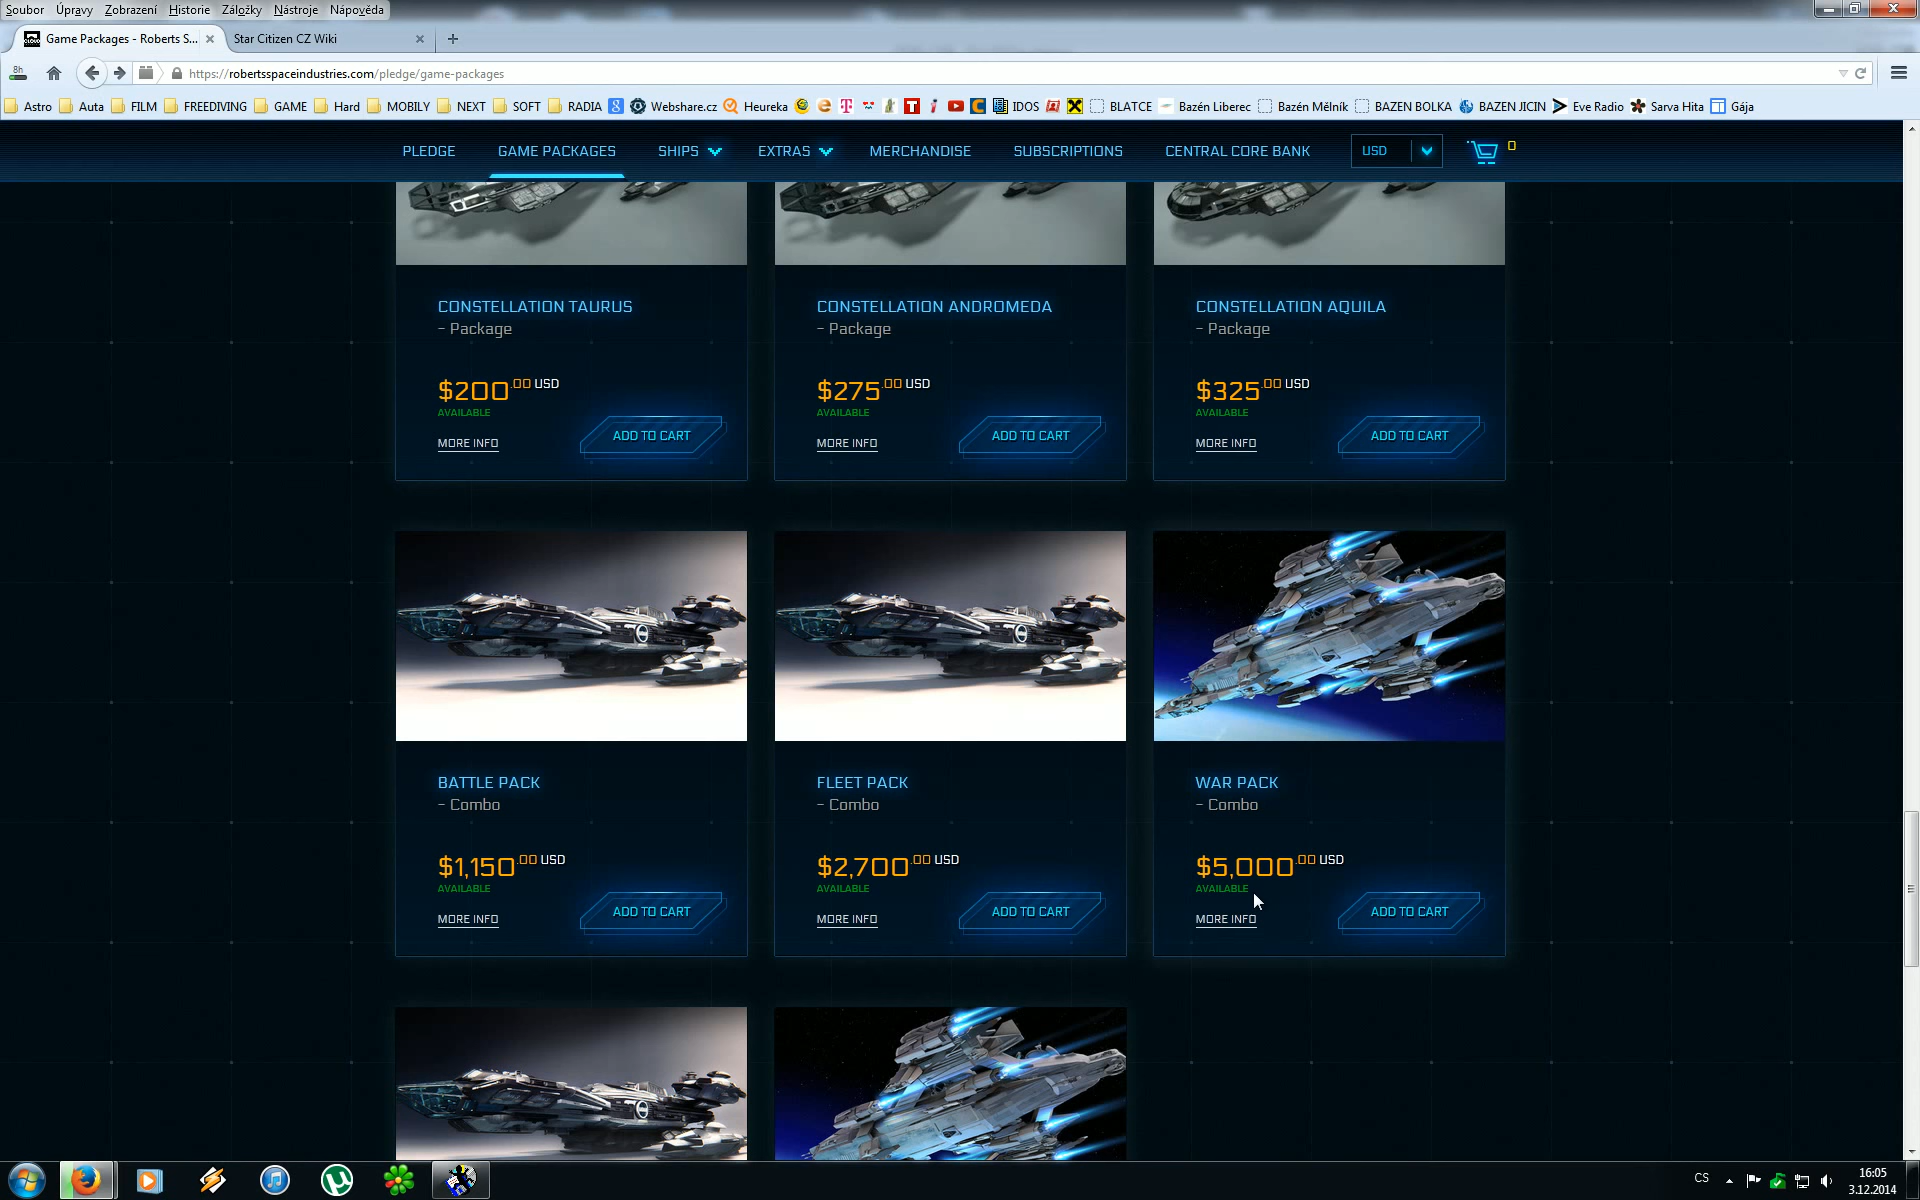 Soubor Úpravy Zobrazení Historie Záložky Nástroje Nápověda
Game Packages - Roberts S...
Star Citizen CZ Wiki
8h
https://robertsspaceindustries.com/pledge/game-packages
Astro Auta FILM FREEDIVING GAME Hard MOBILY NEXT SOFT RADIA Webshare.cz Heureka IDOS BLATCE Bazén Liberec Bazén Mělník BAZEN BOLKA BAZEN JICIN Eve Radio Sarva Hita Gája
PLEDGE GAME PACKAGES SHIPS EXTRAS MERCHANDISE SUBSCRIPTIONS CENTRAL CORE BANK USD 0
CONSTELLATION TAURUS
- Package
$200.00 USD
AVAILABLE
MORE INFO
ADD TO CART
CONSTELLATION ANDROMEDA
- Package
$275.00 USD
AVAILABLE
MORE INFO
ADD TO CART
CONSTELLATION AQUILA
- Package
$325.00 USD
AVAILABLE
MORE INFO
ADD TO CART
BATTLE PACK
- Combo
$1,150.00 USD
AVAILABLE
MORE INFO
ADD TO CART
FLEET PACK
- Combo
$2,700.00 USD
AVAILABLE
MORE INFO
ADD TO CART
WAR PACK
- Combo
$5,000.00 USD
AVAILABLE
MORE INFO
ADD TO CART
CS
16:05
3.12.2014